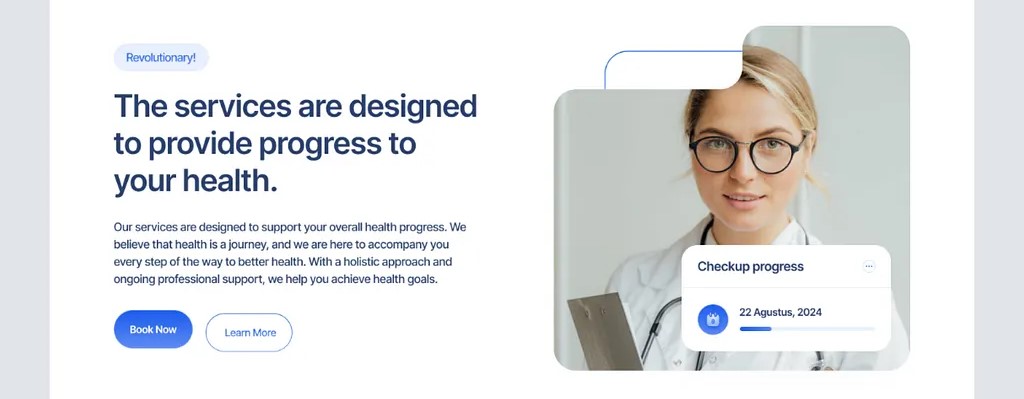 Revolutionary!
The services are designed
to provide progress to
your health.
Our services are designed to support your overall health progress. We
believe that health is a journey, and we are here to accompany you
every step of the way to better health. With a holistic approach and
ongoing professional support, we help you achieve health goals.
Book Now
Learn More
Checkup progress
22 Agustus, 2024